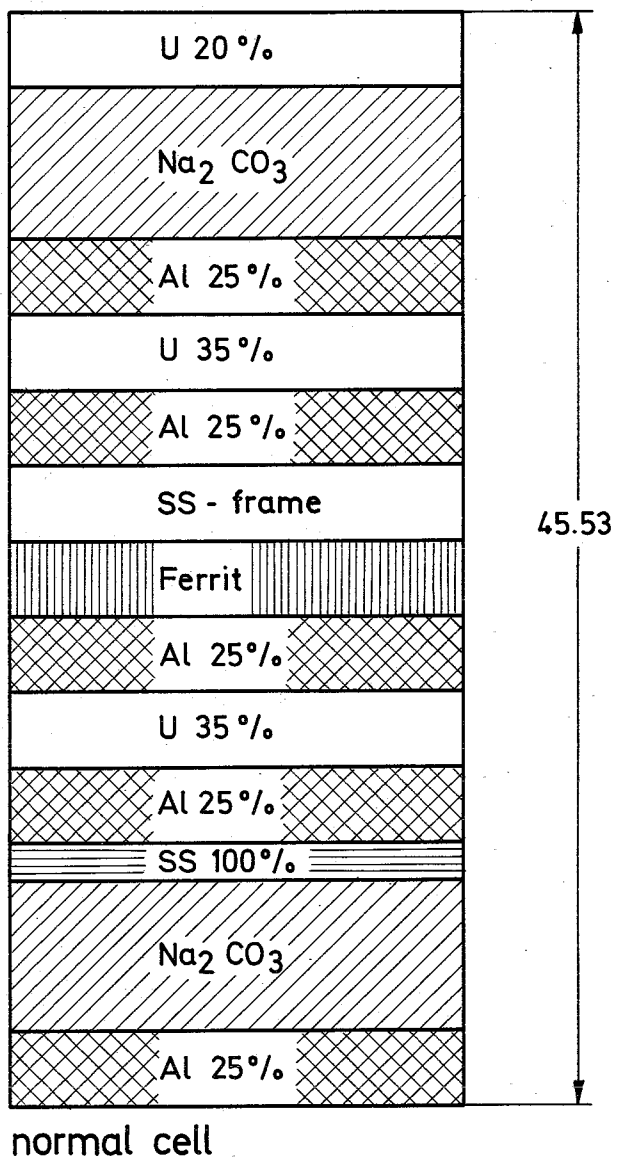 U 20 %
Na2 CO3
Al 25 %
U 35 %
Al 25 %
SS - frame
45.53
Ferrit
Al 25 %
U 35 %
Al 25 %
SS 100 %
Na2 CO3
Al 25 %
normal cell